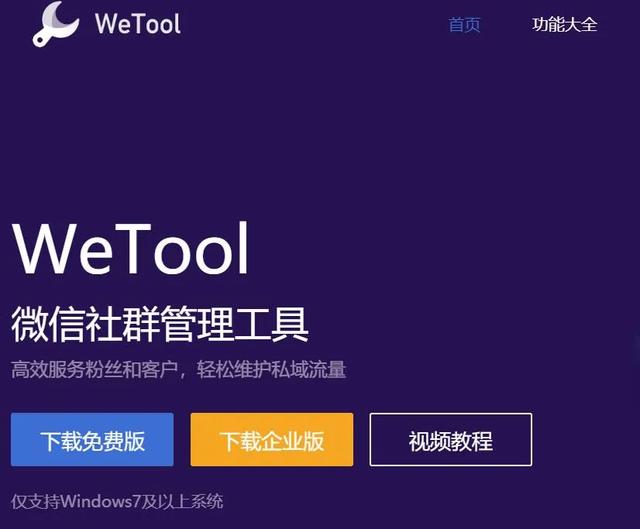 WeTool 首页 功能大全
WeTool
微信社群管理工具
高效服务粉丝和客户，轻松维护私域流量
下载免费版 下载企业版 视频教程
仅支持Windows7及以上系统